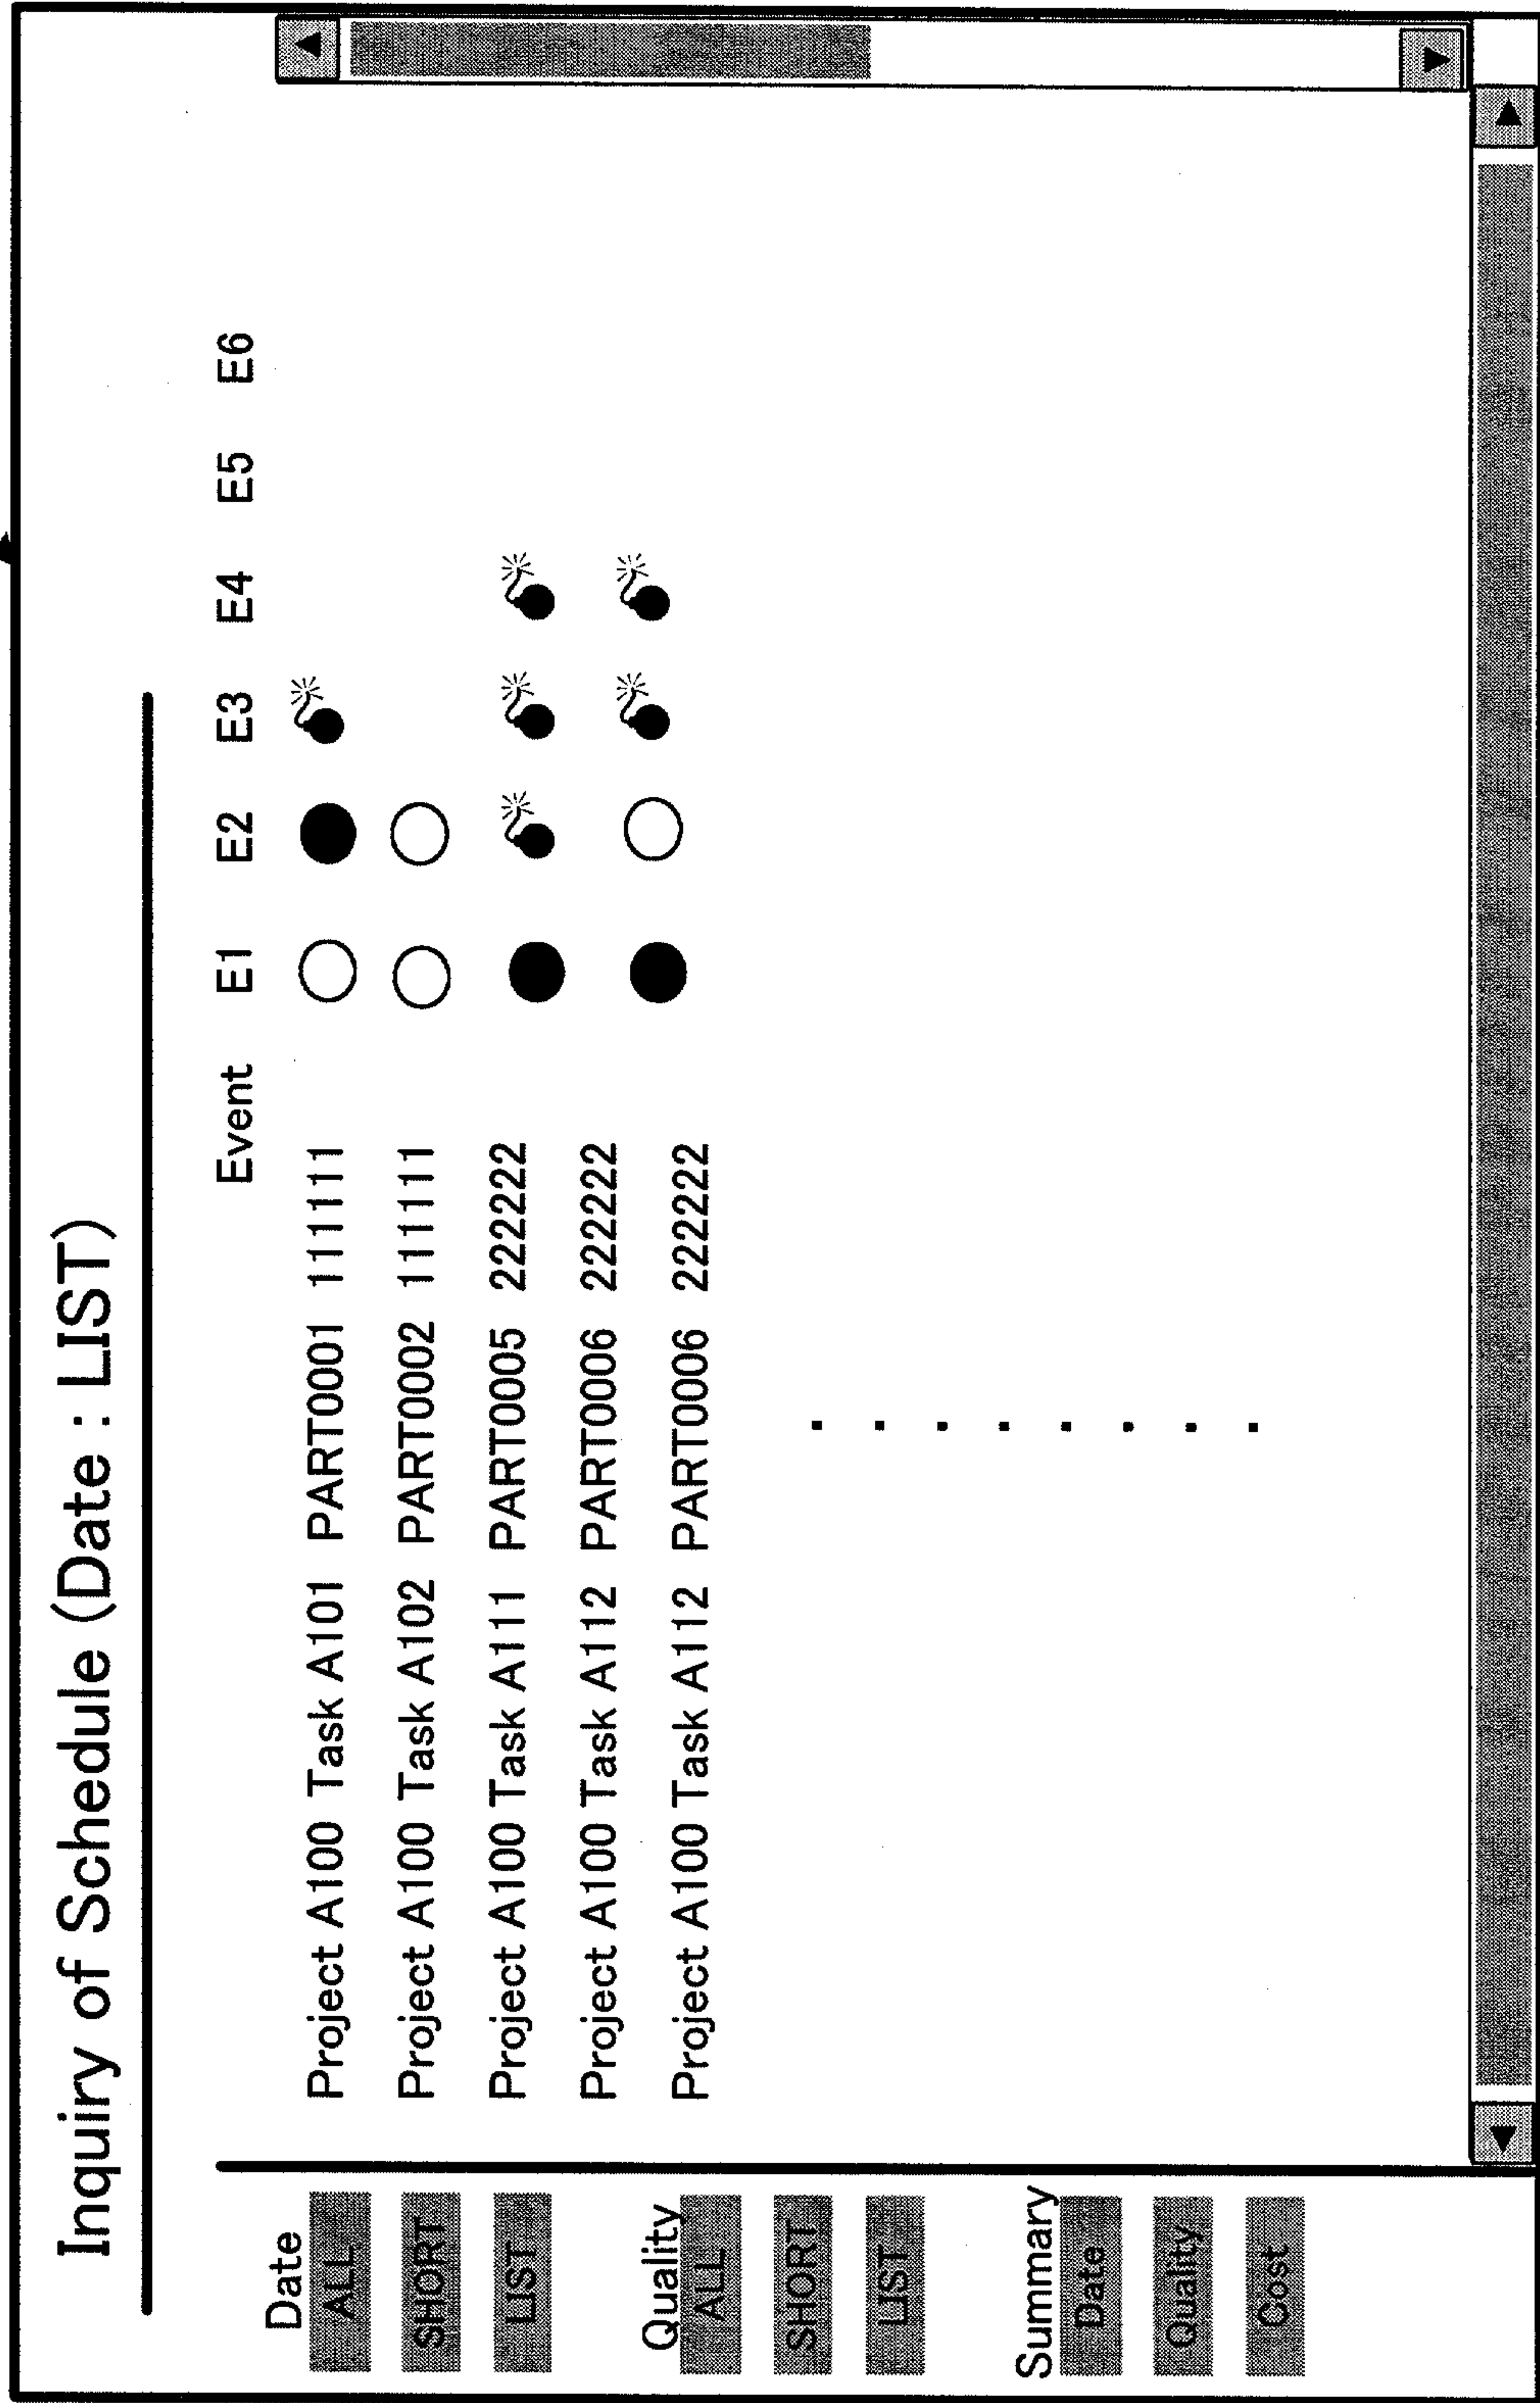 Inquiry of Schedule (Date : LIST)
Event E1 E2 E3 E4 E5 E6
Project A100 Task A101 PART0001 111111
Project A100 Task A102 PART0002 111111
Project A100 Task A111 PART0005 222222
Project A100 Task A112 PART0006 222222
Project A100 Task A112 PART0006 222222
Date
ALL
SHORT
LIST
Quality
ALL
SHORT
LIST
Summary
Date
Quality
Cost